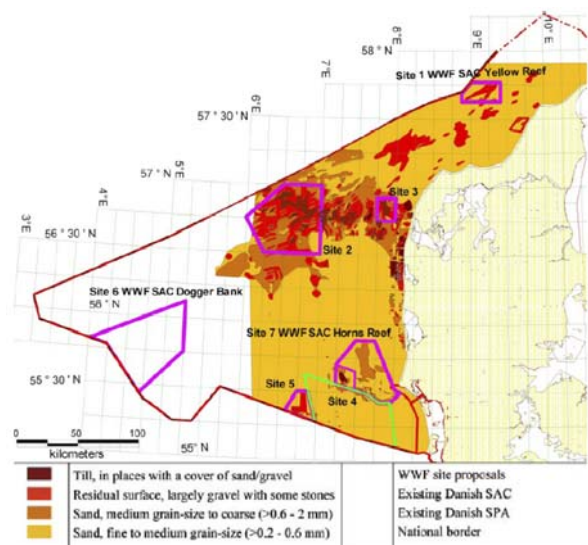 10°E
9°E
8°E
58° N
Site 1 WWF SAC Yellow Reef
7°E
57° 30' N
6°E
5°E
57° N
Site 3
4°E
3°E
56° 30' N
Site 2
Site 6 WWF SAC Dogger Bank
56° N
Site 7 WWF SAC Horns Reef
55° 30' N
Site 5
Site 4
0 50 100
kilometers
55° N
Till, in places with a cover of sand/gravel
Residual surface, largely gravel with some stones
Sand, medium grain-size to coarse (>0.6 - 2 mm)
Sand, fine to medium grain-size (>0.2 - 0.6 mm)
WWF site proposals
Existing Danish SAC
Existing Danish SPA
National border